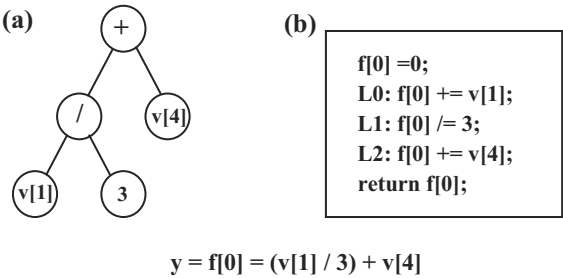 (a)
+
/
v[4]
v[1]
3
(b)
f[0] =0;
L0: f[0] += v[1];
L1: f[0] /= 3;
L2: f[0] += v[4];
return f[0];
y = f[0] = (v[1] / 3) + v[4]